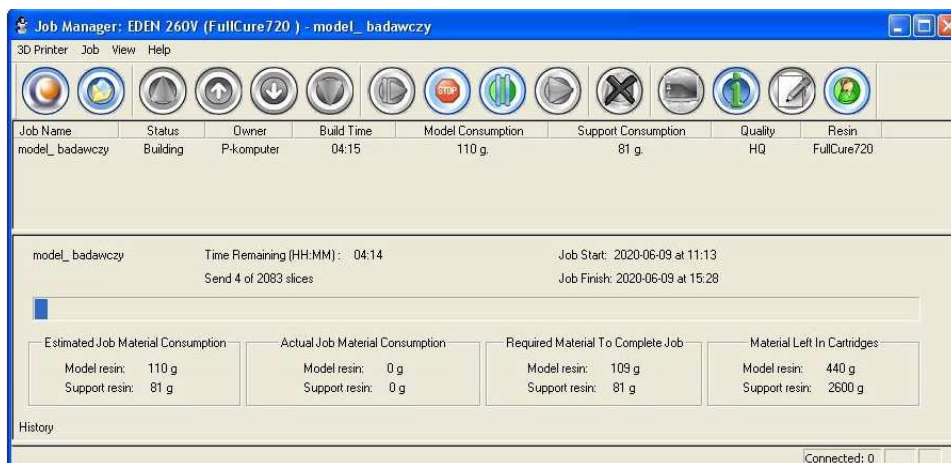 Job Manager: EDEN 260V (FullCure720 ) - model_ badawczy
3D Printer Job View Help
STOP
Job Name Status Owner Build Time Model Consumption Support Consumption Quality Resin
model_ badawczy Building P-komputer 04:15 110 g. 81 g. HQ FullCure720
model_ badawczy Time Remaining (HH:MM) : 04:14 Job Start: 2020-06-09 at 11:13
Send 4 of 2083 slices Job Finish: 2020-06-09 at 15:28
Estimated Job Material Consumption Actual Job Material Consumption Required Material To Complete Job Material Left In Cartridges
Model resin: 110 g Model resin: 0 g Model resin: 109 g Model resin: 440 g
Support resin: 81 g Support resin: 0 g Support resin: 81 g Support resin: 2600 g
History
Connected: 0